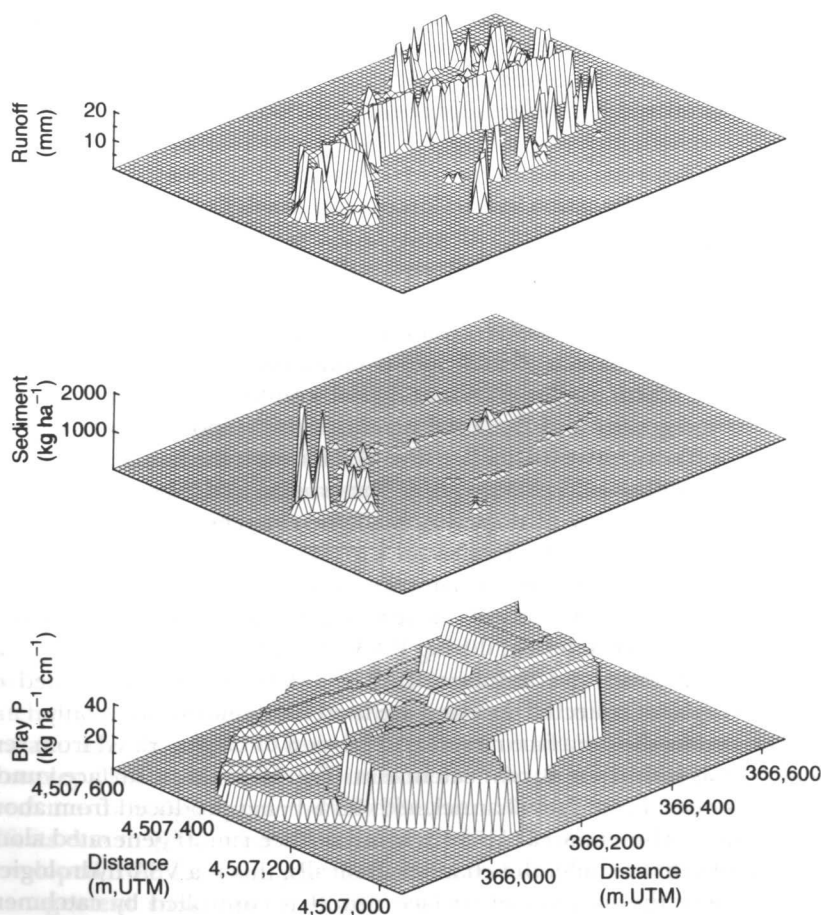 Runoff
(mm)
20
10
Sediment
(kg ha⁻¹)
2000
1000
Bray P
(kg ha⁻¹ cm⁻¹)
40
20
4,507,600
4,507,400
4,507,200
4,507,000
Distance
(m,UTM)
366,000
366,200
366,400
366,600
Distance
(m,UTM)